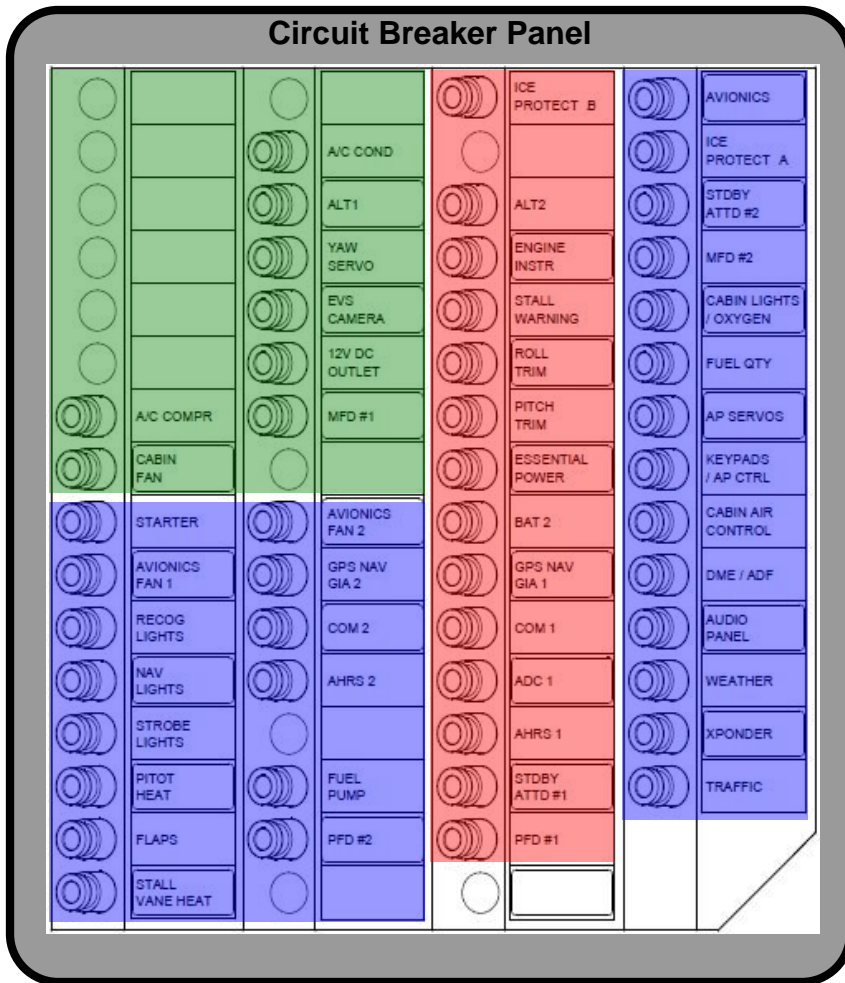 Circuit Breaker Panel
ICE
PROTECT B
AVIONICS
A/C COND
ICE
PROTECT A
ALT1
ALT2
STDBY
ATTD #2
YAW
SERVO
ENGINE
INSTR
MFD #2
EVS
CAMERA
STALL
WARNING
CABIN LIGHTS
/ OXYGEN
12V DC
OUTLET
ROLL
TRIM
FUEL QTY
A/C COMPR
MFD #1
PITCH
TRIM
AP SERVOS
CABIN
FAN
ESSENTIAL
POWER
KEYPADS
/ AP CTRL
STARTER
AVIONICS
FAN 2
BAT 2
CABIN AIR
CONTROL
AVIONICS
FAN 1
GPS NAV
GIA 2
GPS NAV
GIA 1
DME / ADF
RECOG
LIGHTS
COM 2
COM 1
AUDIO
PANEL
NAV
LIGHTS
AHRS 2
ADC 1
WEATHER
STROBE
LIGHTS
AHRS 1
XPONDER
PITOT
HEAT
FUEL
PUMP
STDBY
ATTD #1
TRAFFIC
FLAPS
PFD #2
PFD #1
STALL
VANE HEAT